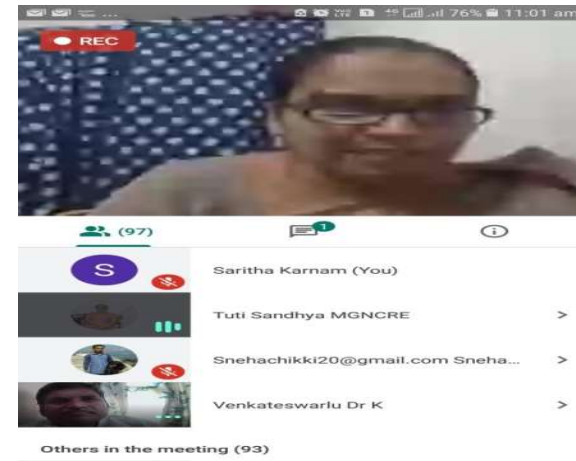 76% 11:01 am
REC
(97)
1
S
Saritha Karnam (You)
Tuti Sandhya MGNCRE
Snehachikki20@gmail.com Sneha...
Venkateswarlu Dr K
Others in the meeting (93)